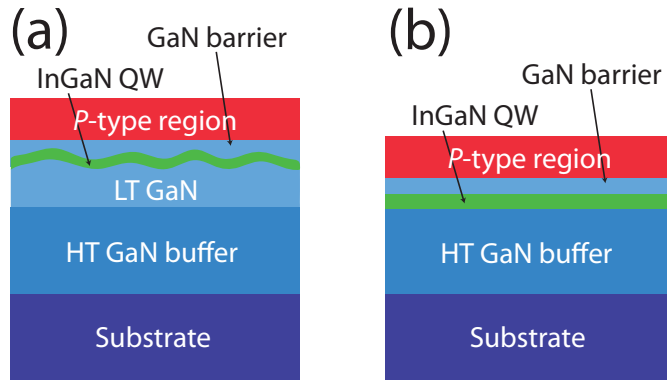 (a)
GaN barrier
InGaN QW
P-type region
LT GaN
HT GaN buffer
Substrate
(b)
GaN barrier
InGaN QW
P-type region
HT GaN buffer
Substrate